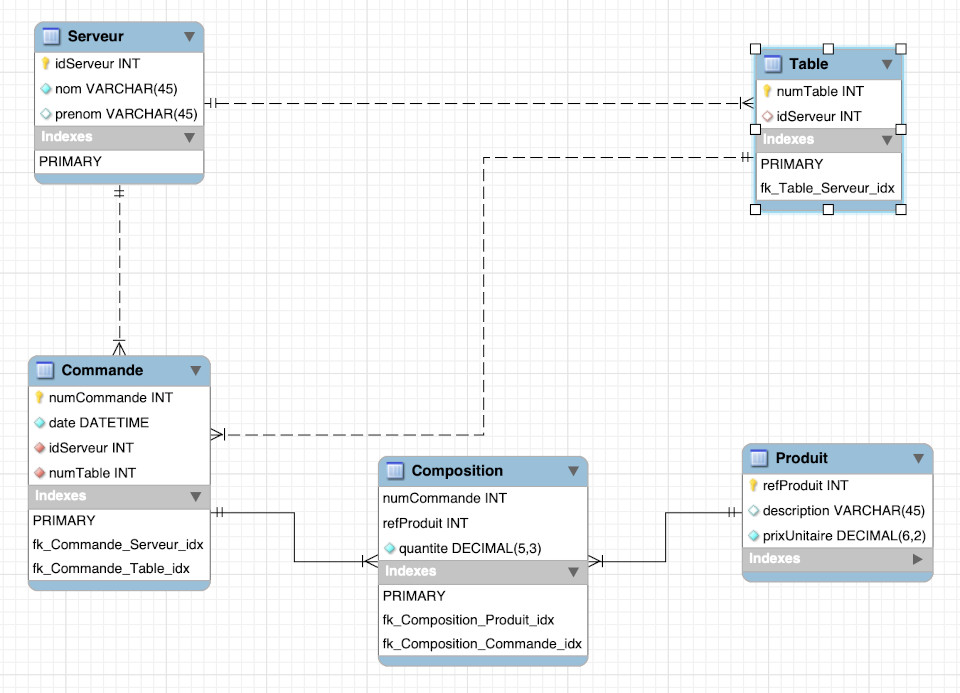 Serveur
idServeur INT
nom VARCHAR(45)
prenom VARCHAR(45)
Indexes
PRIMARY
Table
numTable INT
idServeur INT
Indexes
PRIMARY
fk_Table_Serveur_idx
Commande
numCommande INT
date DATETIME
idServeur INT
numTable INT
Indexes
PRIMARY
fk_Commande_Serveur_idx
fk_Commande_Table_idx
Composition
numCommande INT
refProduit INT
quantite DECIMAL(5,3)
Indexes
PRIMARY
fk_Composition_Produit_idx
fk_Composition_Commande_idx
Produit
refProduit INT
description VARCHAR(45)
prixUnitaire DECIMAL(6,2)
Indexes